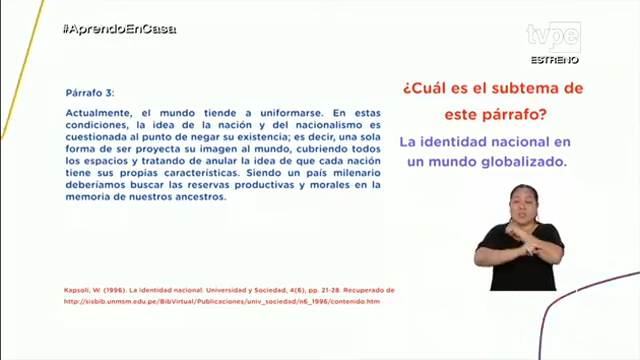 #AprendoEnCasa
tvpe
ESTRENO
Párrafo 3:
Actualmente, el mundo tiende a uniformarse. En estas
condiciones, la idea de la nación y del nacionalismo es
cuestionada al punto de negar su existencia; es decir, una sola
forma de ser proyecta su imagen al mundo, cubriendo todos
los espacios y tratando de anular la idea de que cada nación
tiene sus propias características. Siendo un país milenario
deberíamos buscar las reservas productivas y morales en la
memoria de nuestros ancestros.
¿Cuál es el subtema de
este párrafo?
La identidad nacional en
un mundo globalizado.
Kapsoli, W. (1996). La identidad nacional. Universidad y Sociedad, 4(6), pp. 21-28. Recuperado de
http://sisbib.unmsm.edu.pe/BibVirtual/Publicaciones/univ_sociedad/n6_1996/contenido.htm